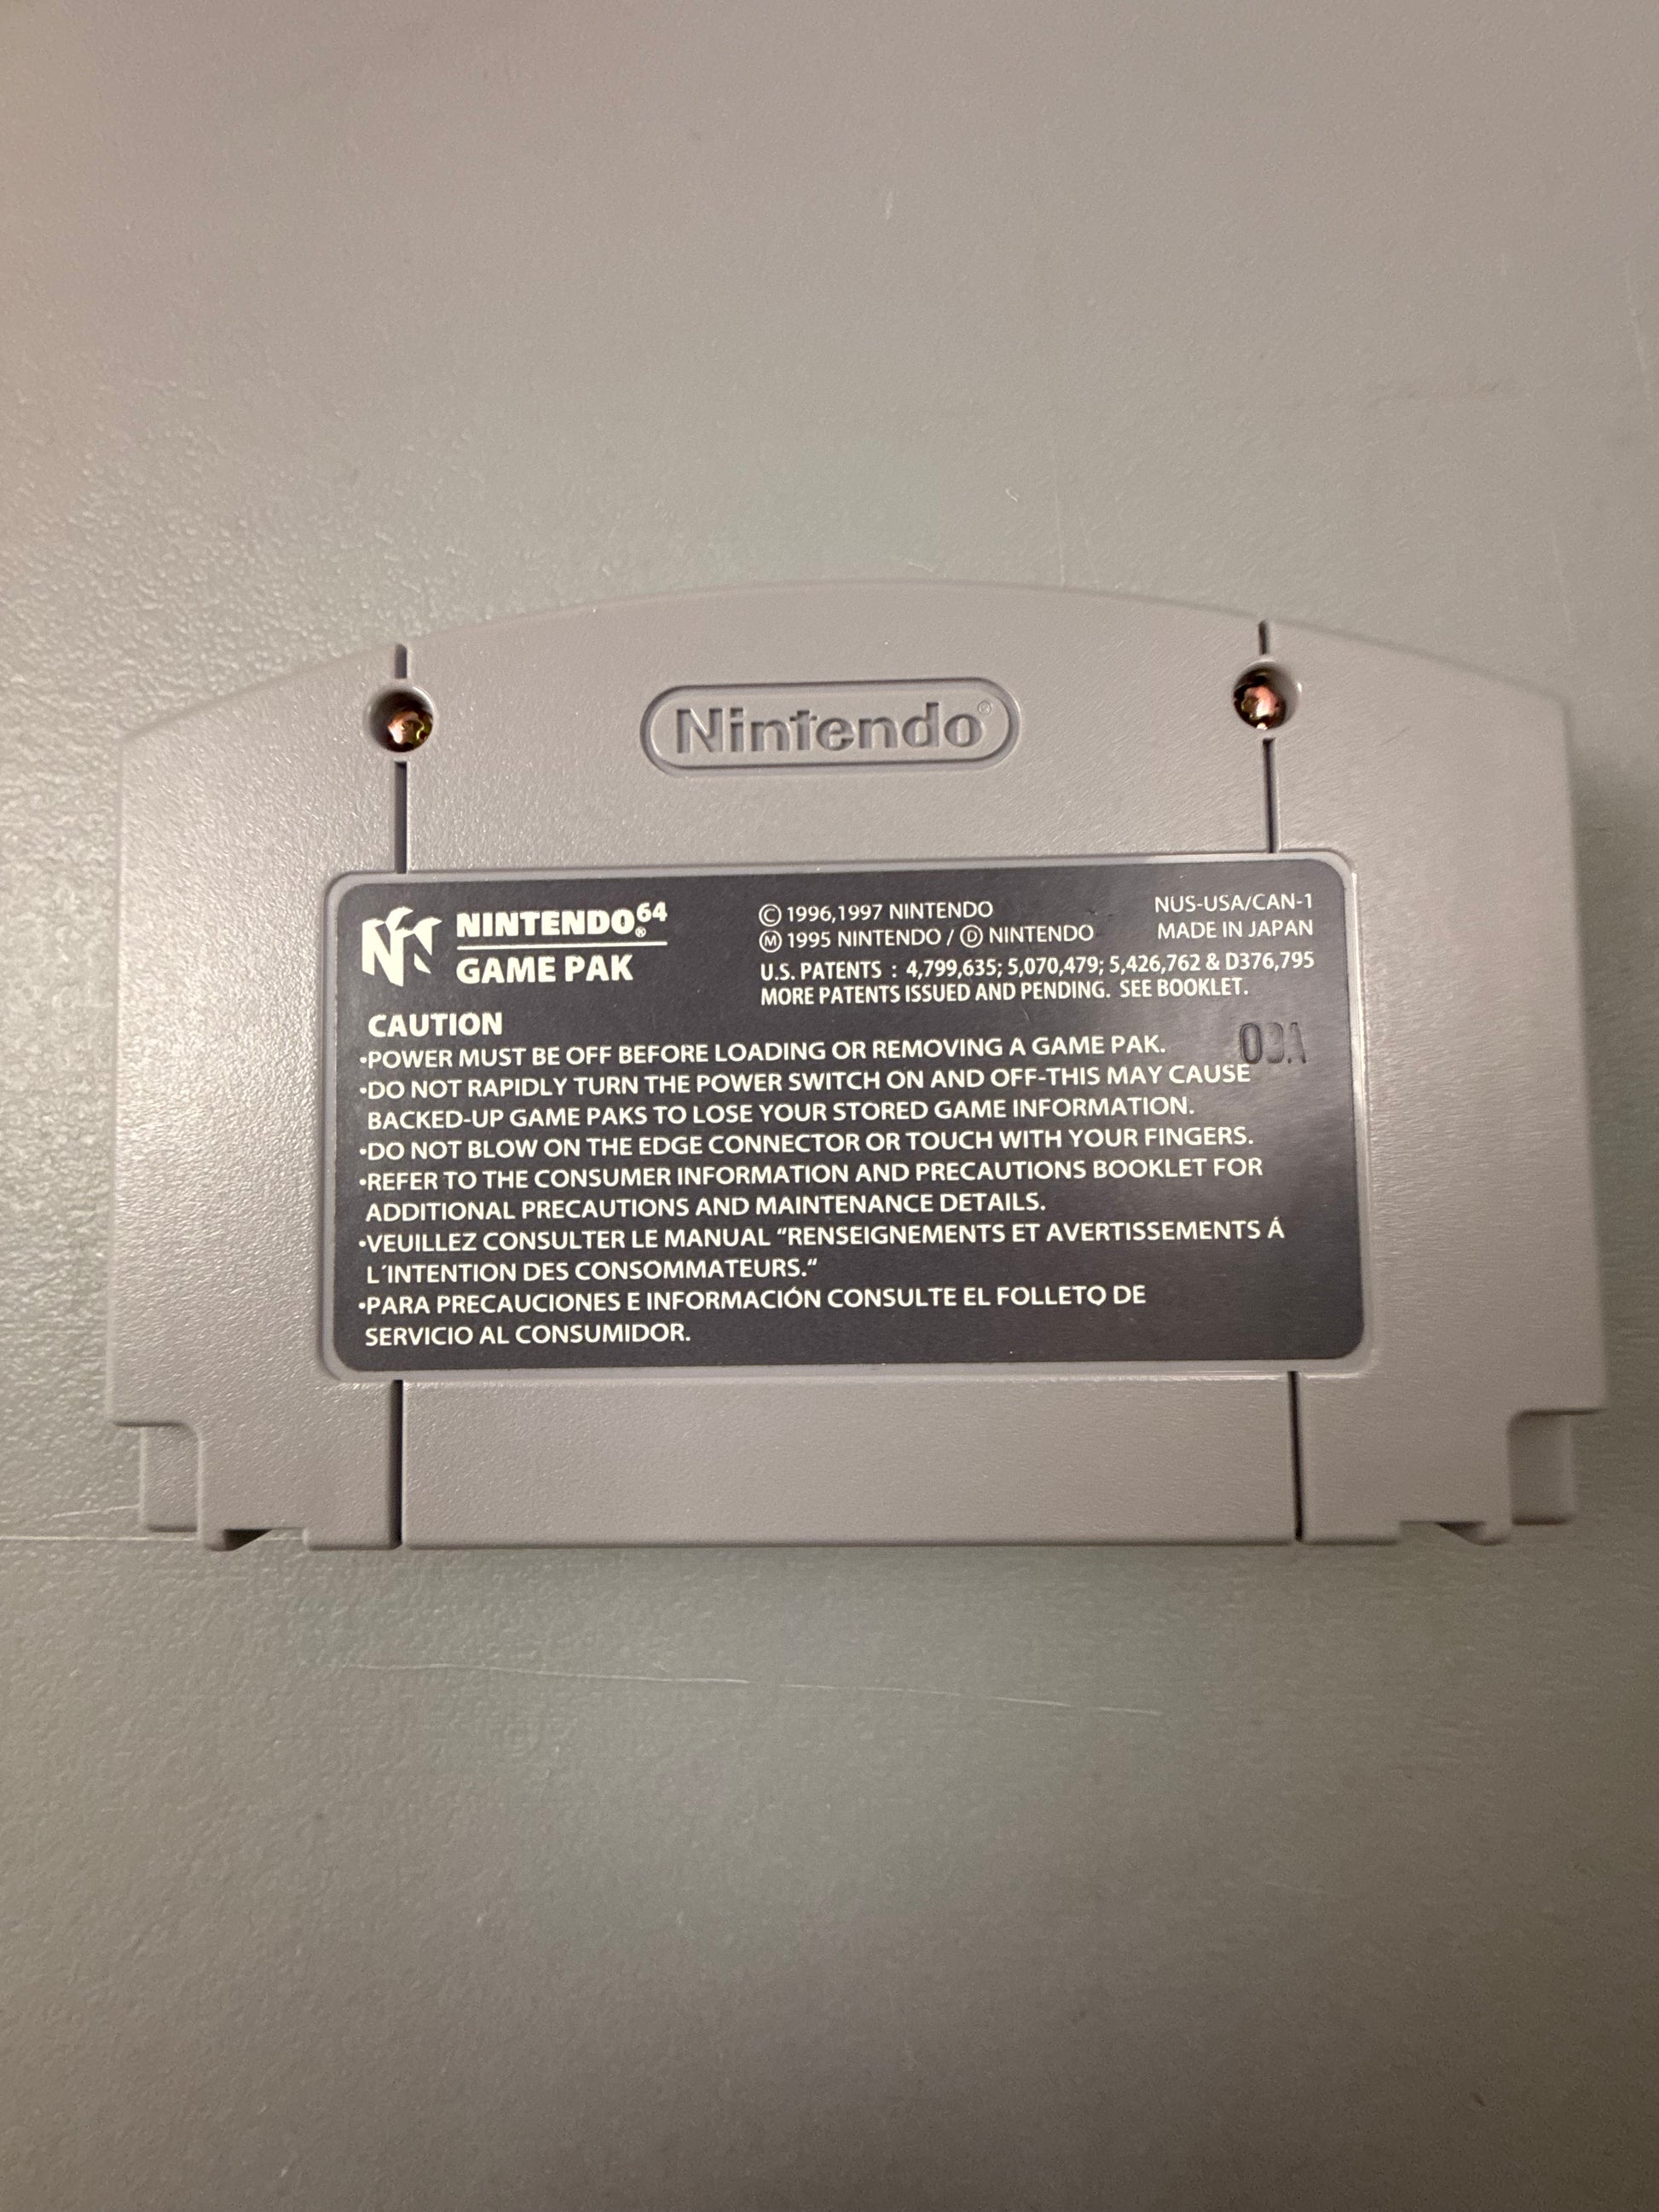 Nintendo®
NINTENDO64®
GAME PAK
© 1996,1997 NINTENDO
Ⓜ 1995 NINTENDO / Ⓓ NINTENDO
NUS-USA/CAN-1
MADE IN JAPAN
U.S. PATENTS : 4,799,635; 5,070,479; 5,426,762 & D376,795
MORE PATENTS ISSUED AND PENDING. SEE BOOKLET.
CAUTION
•POWER MUST BE OFF BEFORE LOADING OR REMOVING A GAME PAK.
•DO NOT RAPIDLY TURN THE POWER SWITCH ON AND OFF-THIS MAY CAUSE
BACKED-UP GAME PAKS TO LOSE YOUR STORED GAME INFORMATION.
•DO NOT BLOW ON THE EDGE CONNECTOR OR TOUCH WITH YOUR FINGERS.
•REFER TO THE CONSUMER INFORMATION AND PRECAUTIONS BOOKLET FOR
ADDITIONAL PRECAUTIONS AND MAINTENANCE DETAILS.
•VEUILLEZ CONSULTER LE MANUAL "RENSEIGNEMENTS ET AVERTISSEMENTS Á
L´INTENTION DES CONSOMMATEURS."
•PARA PRECAUCIONES E INFORMACIÓN CONSULTE EL FOLLETO DE
SERVICIO AL CONSUMIDOR.